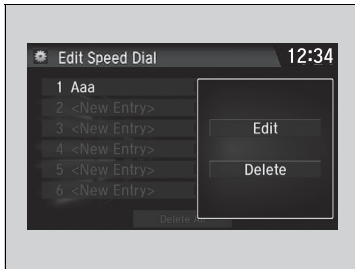 Edit Speed Dial
12:34
1 Aaa
2 <New Entry>
3 <New Entry>
4 <New Entry>
5 <New Entry>
6 <New Entry>
Edit
Delete
Delete All